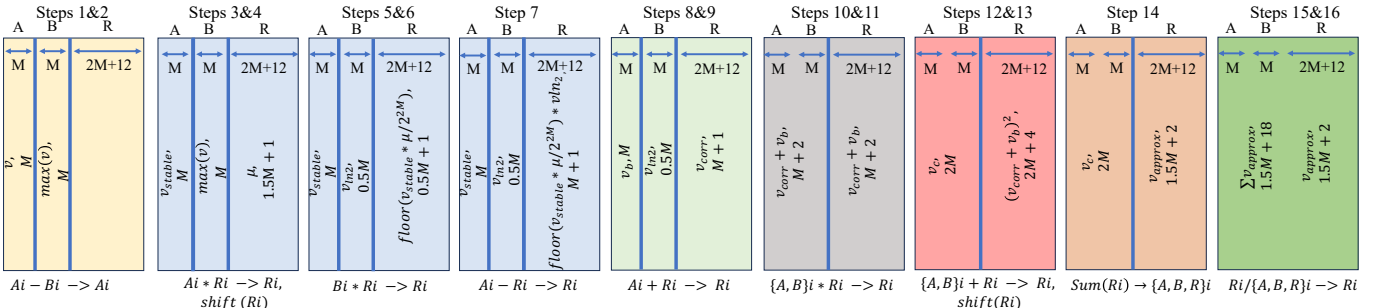 Steps 1&2
A B R
M M 2M+12
v,
M
max(v),
M
Ai − Bi −> Ai
Steps 3&4
A B R
M M 2M+12
v_stable,
M
max(v),
M
μ,
1.5M + 1
Ai * Ri −> Ri,
shift(Ri)
Steps 5&6
A B R
M M 2M+12
v_stable,
M
v_ln2,
0.5M
floor(v_stable * μ/2^2M),
0.5M + 1
Bi * Ri −> Ri
Step 7
A B R
M M 2M+12
v_stable,
M
v_ln2,
0.5M
floor(v_stable * μ/2^2M) * vln_2,
M + 1
Ai − Ri −> Ri
Steps 8&9
A B R
M M 2M+12
v_b, M
v_ln2,
0.5M
v_corr,
M + 1
Ai + Ri −> Ri
Steps 10&11
A B R
M M 2M+12
v_corr + v_b,
M + 2
v_corr + v_b,
M + 2
{A, B}i * Ri −> Ri
Steps 12&13
A B R
M M 2M+12
v_c,
2M
(v_corr + v_b)²,
2M + 4
{A, B}i + Ri −> Ri,
shift(Ri)
Step 14
A B R
M M 2M+12
v_c,
2M
v_approx,
1.5M + 2
Sum(Ri) → {A, B, R}i
Steps 15&16
A B R
M M 2M+12
∑v_approx,
1.5M + 18
v_approx,
1.5M + 2
Ri/{A, B, R}i −> Ri